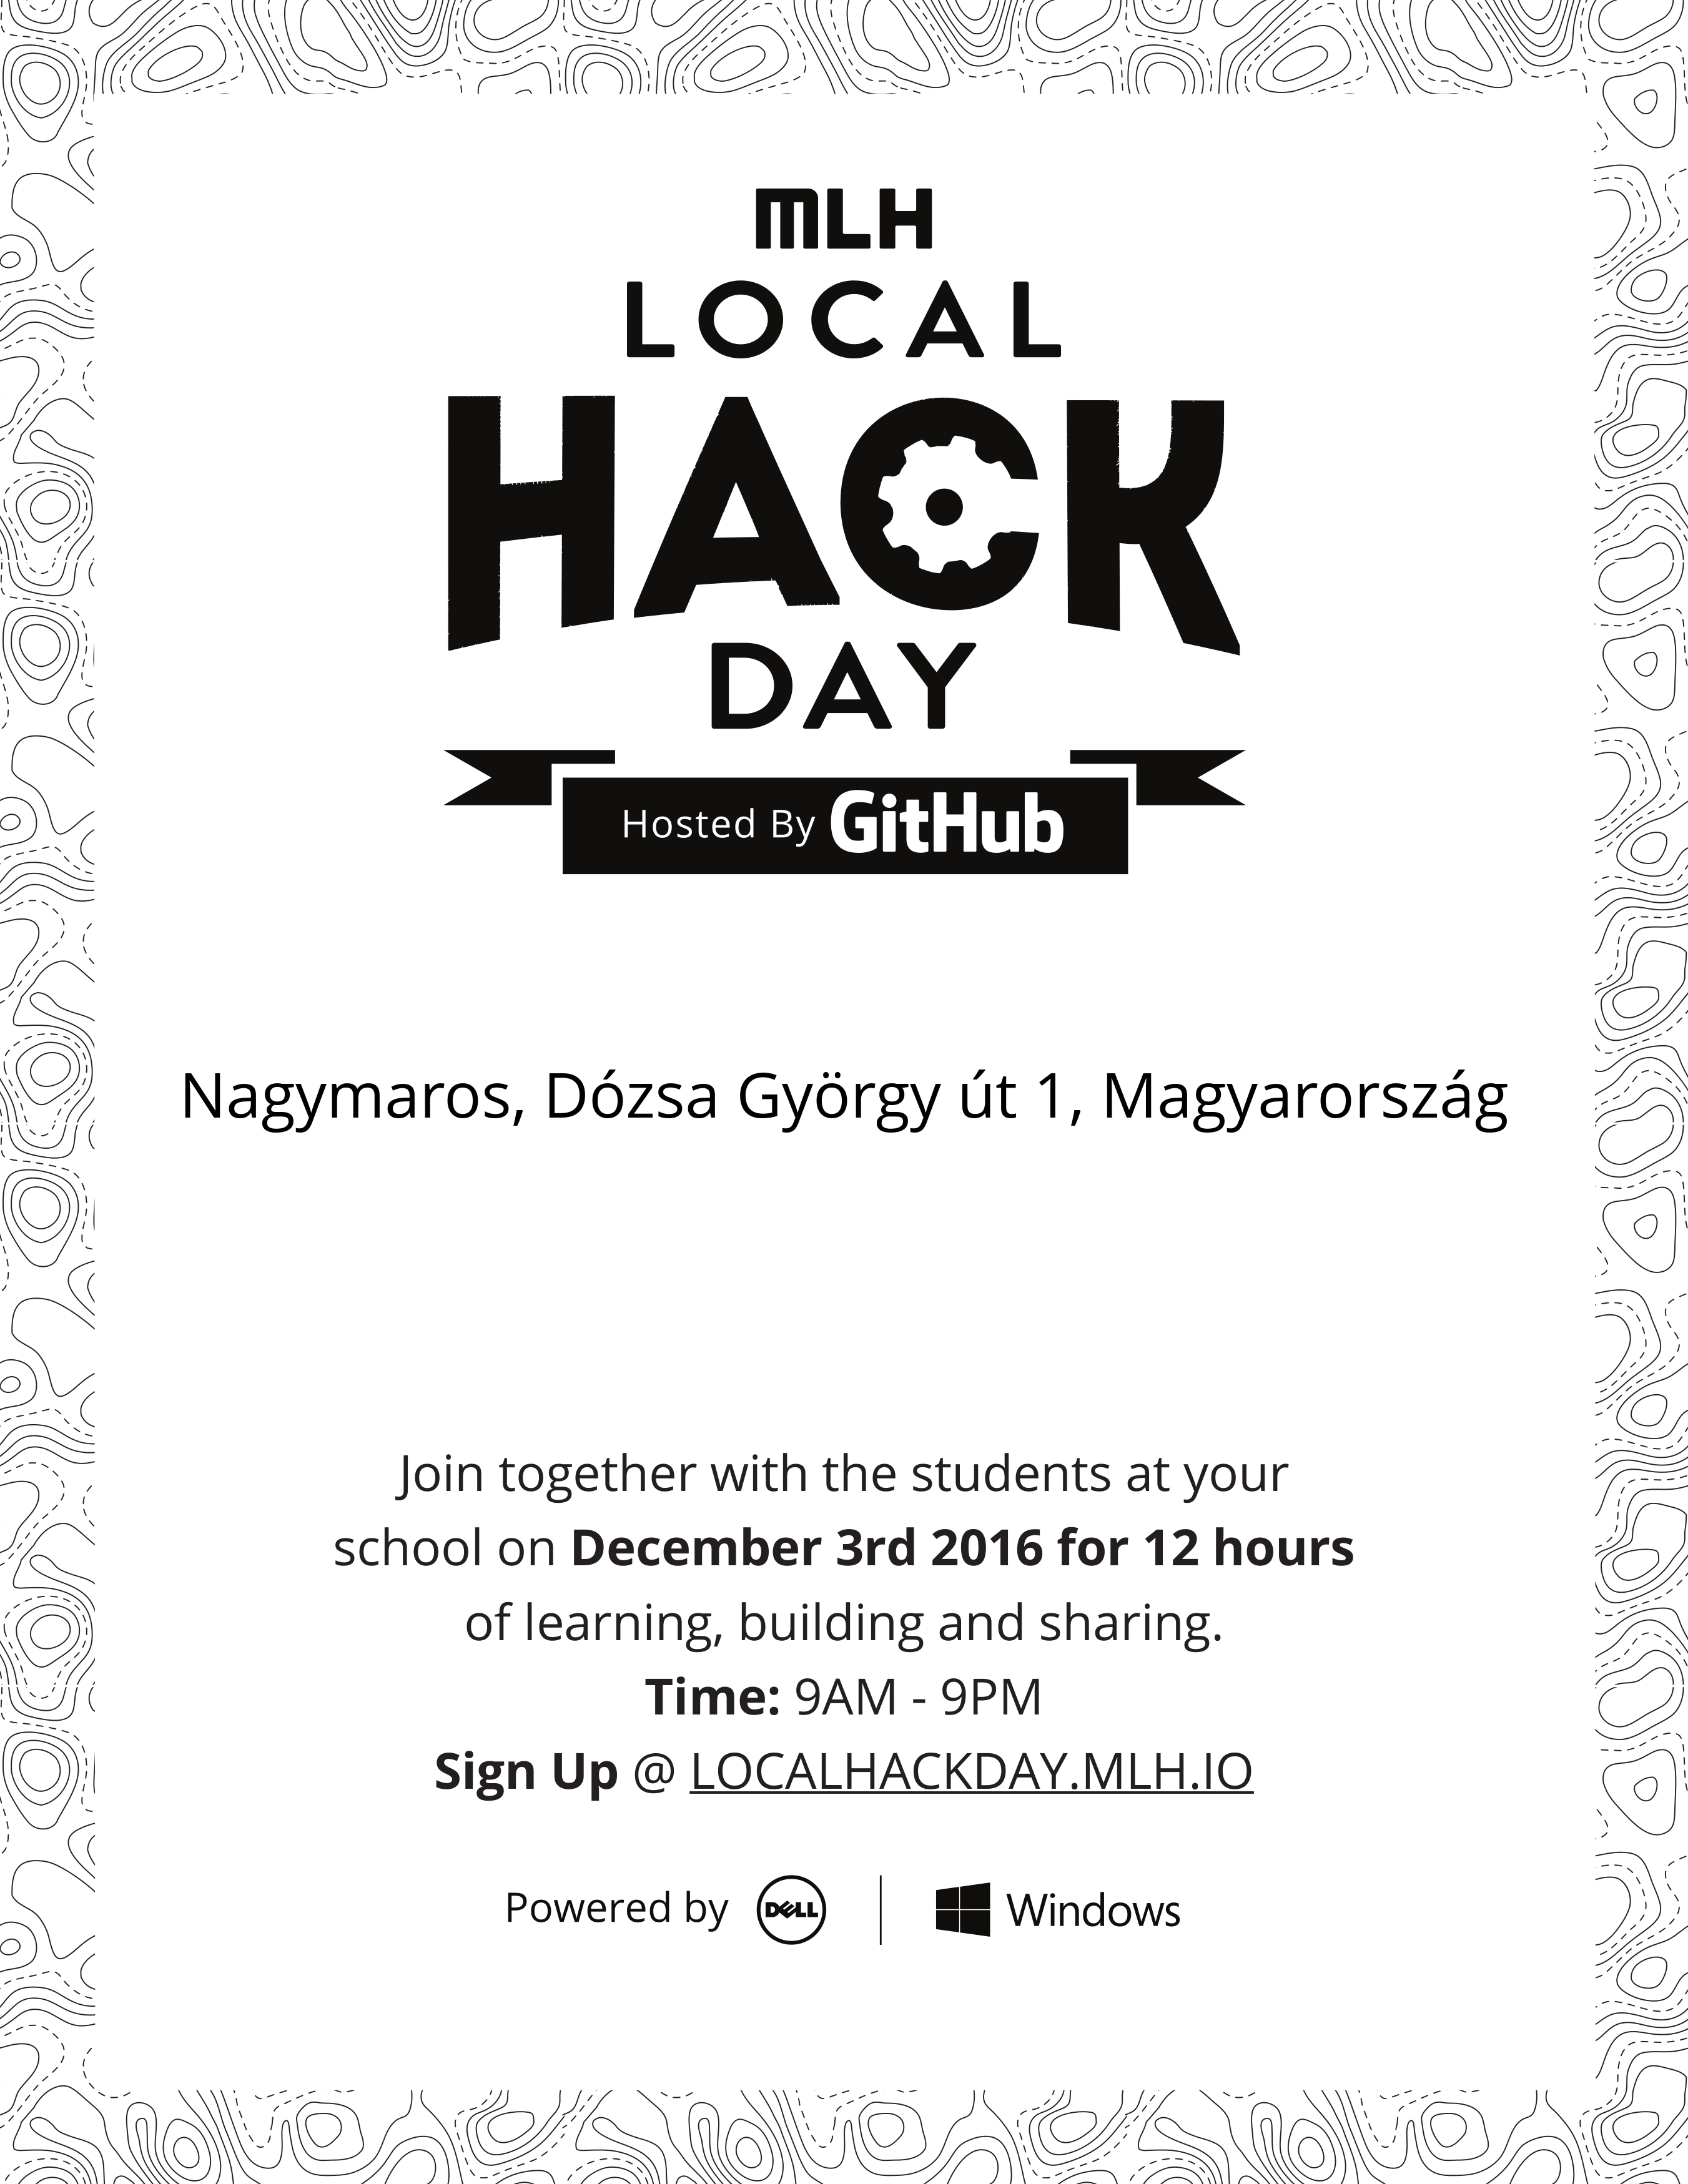 MLH
LOCAL
HACK
DAY
Hosted By GitHub
Nagymaros, Dózsa György út 1, Magyarország
Join together with the students at your
school on December 3rd 2016 for 12 hours
of learning, building and sharing.
Time: 9AM - 9PM
Sign Up @ LOCALHACKDAY.MLH.IO
Powered by DELL | Windows